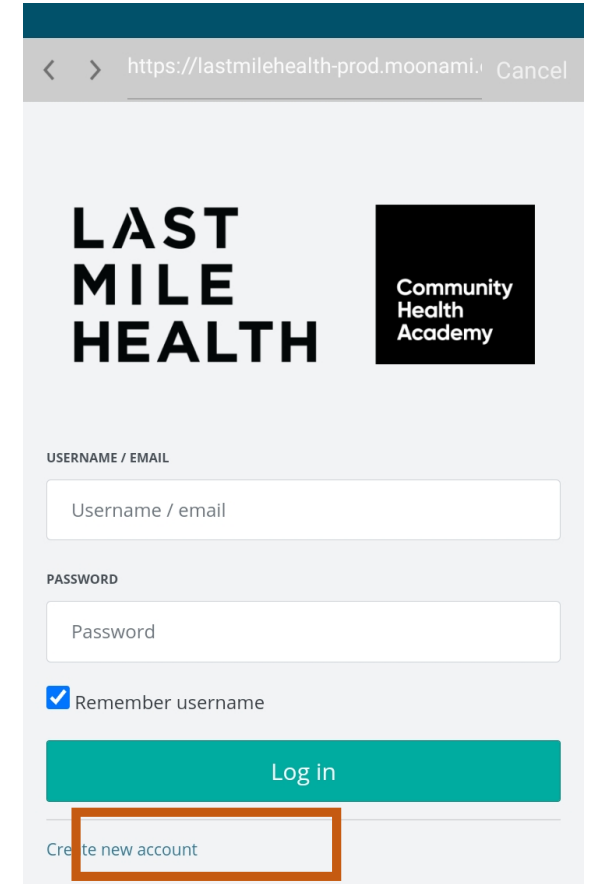 https://lastmilehealth-prod.moonami. Cancel
LAST
MILE
HEALTH
Community
Health
Academy
USERNAME / EMAIL
Username / email
PASSWORD
Password
Remember username
Log in
Create new account